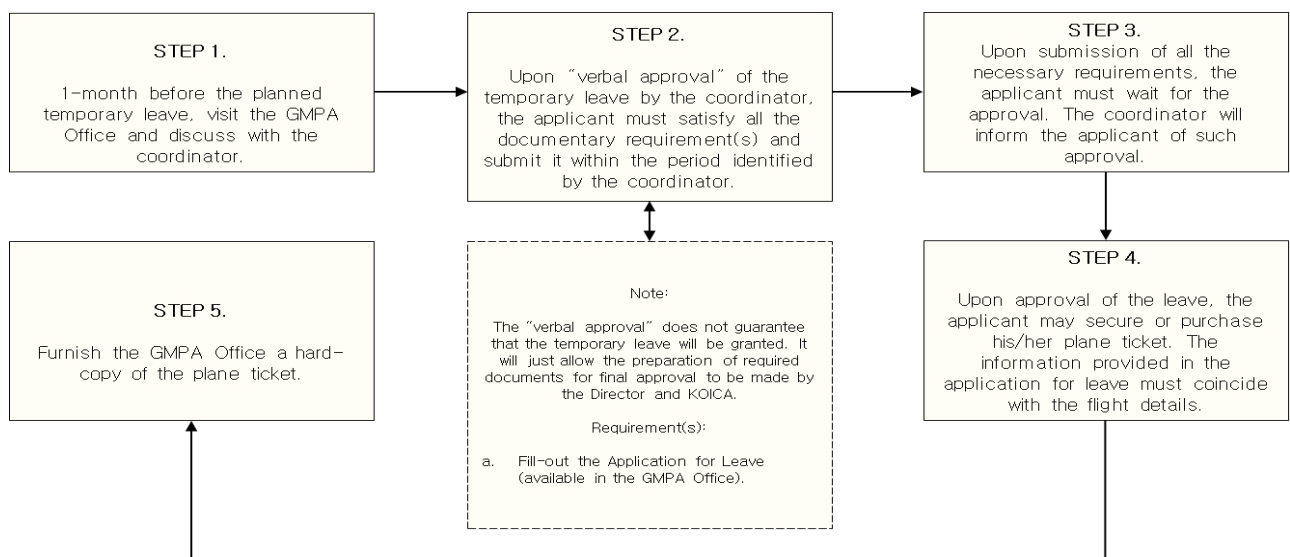 STEP 1.
1-month before the planned
temporary leave, visit the GMPA
Office and discuss with the
coordinator.
STEP 2.
Upon "verbal approval" of the
temporary leave by the coordinator,
the applicant must satisfy all the
documentary requirement(s) and
submit it within the period identified
by the coordinator.
STEP 3.
Upon submission of all the
necessary requirements, the
applicant must wait for the
approval. The coordinator will
inform the applicant of such
approval.
STEP 4.
Upon approval of the leave, the
applicant may secure or purchase
his/her plane ticket. The
information provided in the
application for leave must coincide
with the flight details.
Note:
The "verbal approval" does not guarantee
that the temporary leave will be granted. It
will just allow the preparation of required
documents for final approval to be made by
the Director and KOICA.
Requirement(s):
a. Fill-out the Application for Leave
(available in the GMPA Office).
STEP 5.
Furnish the GMPA Office a hard-
copy of the plane ticket.